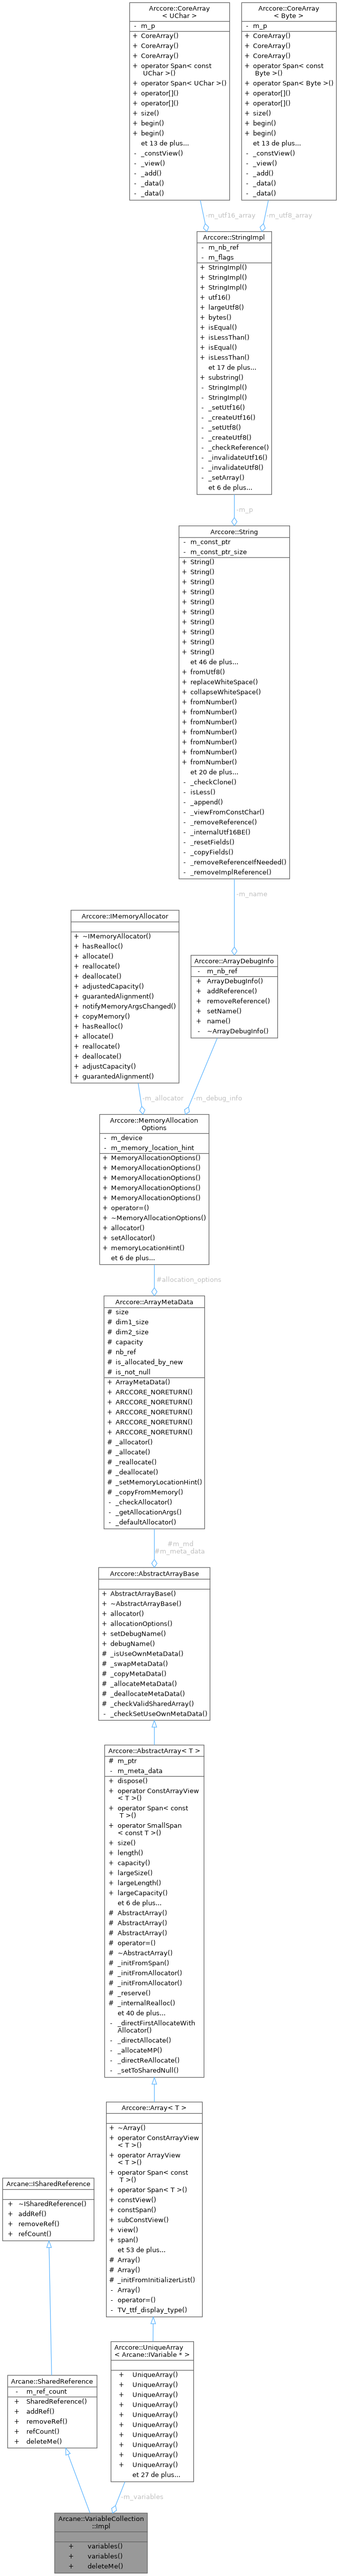 Arccore::CoreArray
< UChar >
- m_p
+ CoreArray()
+ CoreArray()
+ CoreArray()
+ operator Span< const
UChar >()
+ operator Span< UChar >()
+ operator[]()
+ operator[]()
+ size()
+ begin()
+ begin()
et 13 de plus...
- _constView()
- _view()
- _add()
- _data()
- _data()
Arccore::CoreArray
< Byte >
- m_p
+ CoreArray()
+ CoreArray()
+ CoreArray()
+ operator Span< const
Byte >()
+ operator Span< Byte >()
+ operator[]()
+ operator[]()
+ size()
+ begin()
+ begin()
et 13 de plus...
- _constView()
- _view()
- _add()
- _data()
- _data()
-m_utf16_array
-m_utf8_array
Arccore::StringImpl
- m_nb_ref
- m_flags
+ StringImpl()
+ StringImpl()
+ StringImpl()
+ utf16()
+ largeUtf8()
+ bytes()
+ isEqual()
+ isLessThan()
+ isEqual()
+ isLessThan()
et 17 de plus...
+ substring()
- StringImpl()
- StringImpl()
- _setUtf16()
- _createUtf16()
- _setUtf8()
- _createUtf8()
- _checkReference()
- _invalidateUtf16()
- _invalidateUtf8()
- _setArray()
et 6 de plus...
-m_p
Arccore::String
- m_const_ptr
- m_const_ptr_size
+ String()
+ String()
+ String()
+ String()
+ String()
+ String()
+ String()
+ String()
+ String()
+ String()
et 46 de plus...
+ fromUtf8()
+ replaceWhiteSpace()
+ collapseWhiteSpace()
+ fromNumber()
+ fromNumber()
+ fromNumber()
+ fromNumber()
+ fromNumber()
+ fromNumber()
+ fromNumber()
et 20 de plus...
- _checkClone()
- isLess()
- _append()
- _viewFromConstChar()
- _removeReference()
- _internalUtf16BE()
- _resetFields()
- _copyFields()
- _removeReferenceIfNeeded()
- _removeImplReference()
-m_name
Arccore::IMemoryAllocator
+ ~IMemoryAllocator()
+ hasRealloc()
+ allocate()
+ reallocate()
+ deallocate()
+ adjustedCapacity()
+ guarantedAlignment()
+ notifyMemoryArgsChanged()
+ copyMemory()
+ hasRealloc()
+ allocate()
+ reallocate()
+ deallocate()
+ adjustCapacity()
+ guarantedAlignment()
Arccore::ArrayDebugInfo
- m_nb_ref
+ ArrayDebugInfo()
+ addReference()
+ removeReference()
+ setName()
+ name()
- ~ArrayDebugInfo()
-m_allocator
-m_debug_info
Arccore::MemoryAllocation
Options
- m_device
- m_memory_location_hint
+ MemoryAllocationOptions()
+ MemoryAllocationOptions()
+ MemoryAllocationOptions()
+ MemoryAllocationOptions()
+ MemoryAllocationOptions()
+ operator=()
+ ~MemoryAllocationOptions()
+ allocator()
+ setAllocator()
+ memoryLocationHint()
et 6 de plus...
#allocation_options
Arccore::ArrayMetaData
# size
# dim1_size
# dim2_size
# capacity
# nb_ref
# is_allocated_by_new
# is_not_null
+ ArrayMetaData()
+ ARCCORE_NORETURN()
+ ARCCORE_NORETURN()
+ ARCCORE_NORETURN()
+ ARCCORE_NORETURN()
+ ARCCORE_NORETURN()
# _allocator()
# _allocate()
# _reallocate()
# _deallocate()
# _setMemoryLocationHint()
# _copyFromMemory()
- _checkAllocator()
- _getAllocationArgs()
- _defaultAllocator()
#m_md
#m_meta_data
Arccore::AbstractArrayBase
+ AbstractArrayBase()
+ ~AbstractArrayBase()
+ allocator()
+ allocationOptions()
+ setDebugName()
+ debugName()
# _isUseOwnMetaData()
# _swapMetaData()
# _copyMetaData()
# _allocateMetaData()
# _deallocateMetaData()
# _checkValidSharedArray()
- _checkSetUseOwnMetaData()
Arccore::AbstractArray< T >
# m_ptr
- m_meta_data
+ dispose()
+ operator ConstArrayView
< T >()
+ operator Span< const
T >()
+ operator SmallSpan
< const T >()
+ size()
+ length()
+ capacity()
+ largeSize()
+ largeLength()
+ largeCapacity()
et 6 de plus...
# AbstractArray()
# AbstractArray()
# AbstractArray()
# operator=()
# ~AbstractArray()
# _initFromSpan()
# _initFromAllocator()
# _initFromAllocator()
# _reserve()
# _internalRealloc()
et 40 de plus...
- _directFirstAllocateWith
Allocator()
- _directAllocate()
- _allocateMP()
- _directReAllocate()
- _setToSharedNull()
Arccore::Array< T >
+ ~Array()
+ operator ConstArrayView
< T >()
+ operator ArrayView
< T >()
+ operator Span< const
T >()
+ operator Span< T >()
+ constView()
+ constSpan()
+ subConstView()
+ view()
+ span()
et 53 de plus...
# Array()
# Array()
# _initFromInitializerList()
- Array()
- operator=()
- TV_ttf_display_type()
Arcane::ISharedReference
+ ~ISharedReference()
+ addRef()
+ removeRef()
+ refCount()
Arccore::UniqueArray
< Arcane::IVariable * >
+ UniqueArray()
+ UniqueArray()
+ UniqueArray()
+ UniqueArray()
+ UniqueArray()
+ UniqueArray()
+ UniqueArray()
+ UniqueArray()
+ UniqueArray()
+ UniqueArray()
et 27 de plus...
Arcane::SharedReference
- m_ref_count
+ SharedReference()
+ addRef()
+ removeRef()
+ refCount()
+ deleteMe()
-m_variables
Arcane::VariableCollection
::Impl
+ variables()
+ variables()
+ deleteMe()